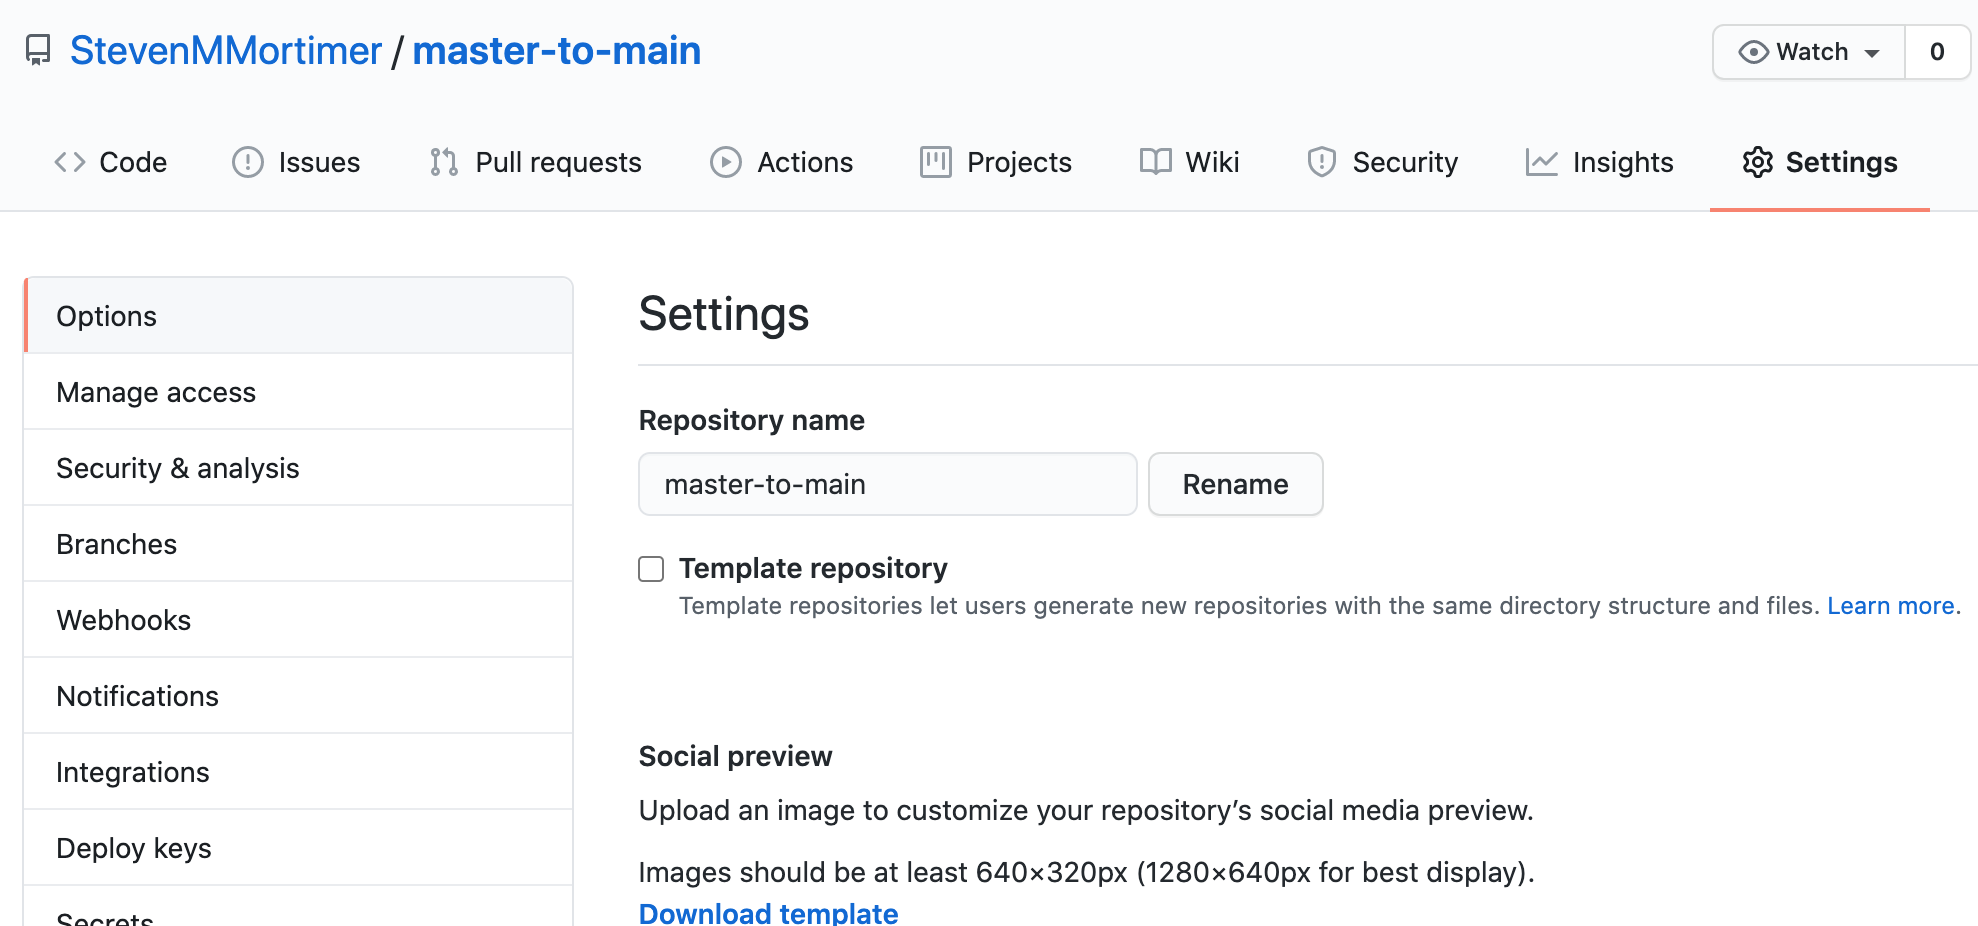 StevenMMortimer / master-to-main
Watch 0
Code Issues Pull requests Actions Projects Wiki Security Insights Settings
Options
Manage access
Security & analysis
Branches
Webhooks
Notifications
Integrations
Deploy keys
Secrets
Settings
Repository name
master-to-main Rename
Template repository
Template repositories let users generate new repositories with the same directory structure and files. Learn more.
Social preview
Upload an image to customize your repository’s social media preview.
Images should be at least 640×320px (1280×640px for best display).
Download template